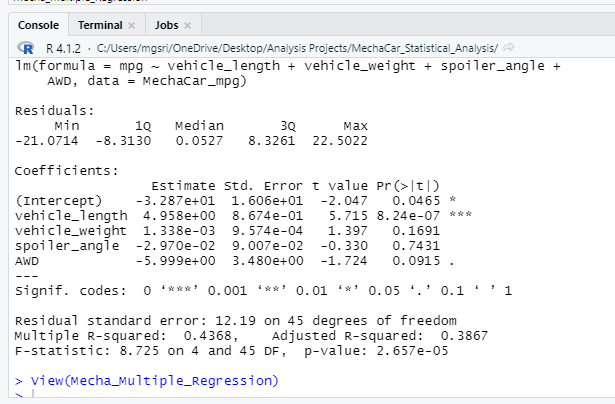 Console Terminal × Jobs ×
R 4.1.2 · C:/Users/mgsri/OneDrive/Desktop/Analysis Projects/MechaCar_Statistical_Analysis/
lm(formula = mpg ~ vehicle_length + vehicle_weight + spoiler_angle +
    AWD, data = MechaCar_mpg)
Residuals:
     Min       1Q   Median       3Q      Max
-21.0714  -8.3130   0.0527   8.3261  22.5022
Coefficients:
                 Estimate Std. Error t value Pr(>|t|)
(Intercept)    -3.287e+01  1.606e+01  -2.047   0.0465 *
vehicle_length  4.958e+00  8.674e-01   5.715 8.24e-07 ***
vehicle_weight  1.338e-03  9.574e-04   1.397   0.1691
spoiler_angle  -2.970e-02  9.007e-02  -0.330   0.7431
AWD            -5.999e+00  3.480e+00  -1.724   0.0915 .
---
Signif. codes:  0 ‘***’ 0.001 ‘**’ 0.01 ‘*’ 0.05 ‘.’ 0.1 ‘ ’ 1
Residual standard error: 12.19 on 45 degrees of freedom
Multiple R-squared:  0.4368,    Adjusted R-squared:  0.3867
F-statistic: 8.725 on 4 and 45 DF,  p-value: 2.657e-05
> View(Mecha_Multiple_Regression)
>